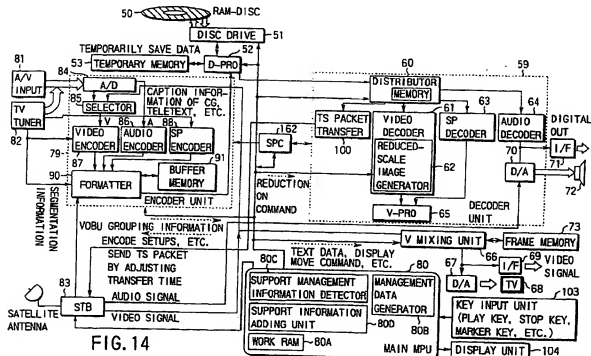 50
RAM-DISC
DISC DRIVE
51
TEMPORARILY SAVE DATA
53
TEMPORARY MEMORY
52
D-PRO
81
A/V INPUT
TV TUNER
82
84
A/D
85
SELECTOR
CAPTION INFORMATION OF CG, TELETEXT, ETC.
V
A
86
88
VIDEO ENCODER
AUDIO ENCODER
SP ENCODER
79
87
91
90
FORMATTER
BUFFER MEMORY
ENCODER UNIT
SEGMENTATION INFORMATION
162
SPC
REDUCTION ON COMMAND
60
59
DISTRIBUTOR
MEMORY
61
63
64
TS PACKET TRANSFER
100
VIDEO DECODER
SP DECODER
AUDIO DECODER
REDUCED-SCALE IMAGE GENERATOR
62
V-PRO
65
DECODER UNIT
DIGITAL OUT
70
I/F
71
D/A
72
VOBU GROUPING INFORMATION
ENCODE SETUPS, ETC.
SEND TS PACKET BY ADJUSTING TRANSFER TIME
TEXT DATA, DISPLAY MOVE COMMAND, ETC.
V MIXING UNIT
73
FRAME MEMORY
66
67
69
I/F
VIDEO SIGNAL
D/A
TV
68
83
STB
AUDIO SIGNAL
VIDEO SIGNAL
SATELLITE ANTENNA
80C
80
SUPPORT MANAGEMENT INFORMATION DETECTOR
MANAGEMENT DATA GENERATOR
80B
SUPPORT INFORMATION ADDING UNIT
80D
WORK RAM
80A
MAIN MPU
103
KEY INPUT UNIT (PLAY KEY, STOP KEY, MARKER KEY, ETC.)
DISPLAY UNIT
104
FIG. 14